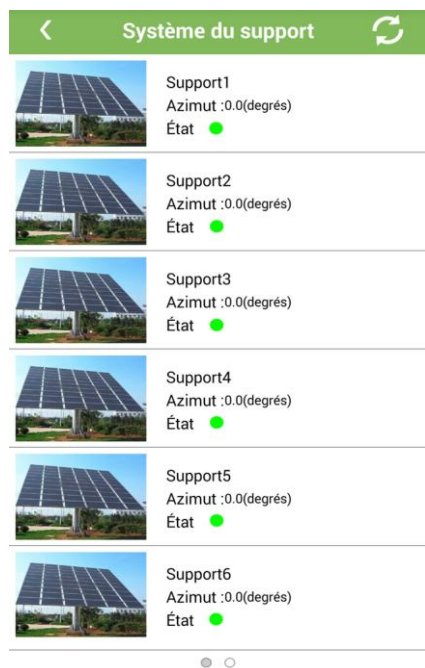 Système du support
Support1
Azimut :0.0(degrés)
État
Support2
Azimut :0.0(degrés)
État
Support3
Azimut :0.0(degrés)
État
Support4
Azimut :0.0(degrés)
État
Support5
Azimut :0.0(degrés)
État
Support6
Azimut :0.0(degrés)
État